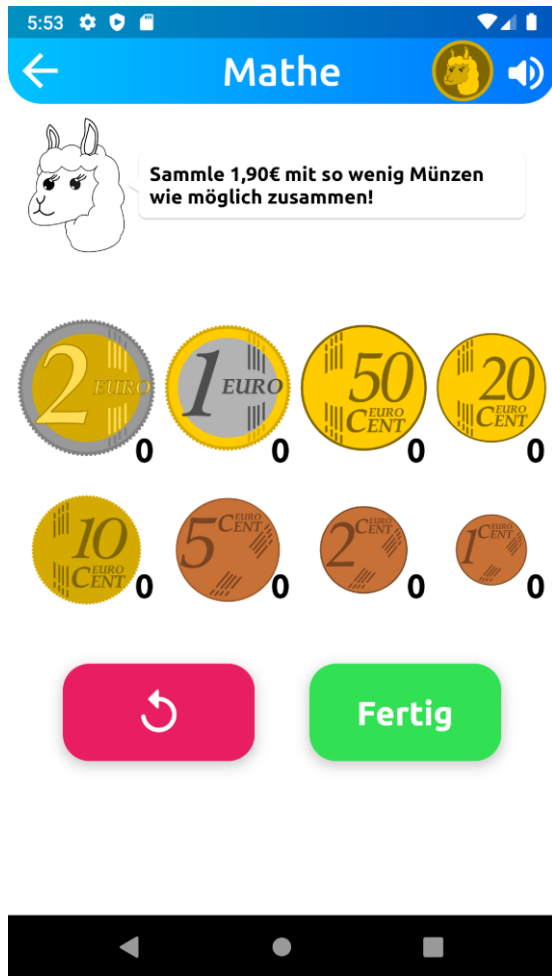 5:53
Mathe
Sammle 1,90€ mit so wenig Münzen
wie möglich zusammen!
2 EURO
0
1 EURO
0
50 EURO CENT
0
20 EURO CENT
0
10 EURO CENT
0
5 EURO CENT
0
2 EURO CENT
0
1 EURO CENT
0
Fertig